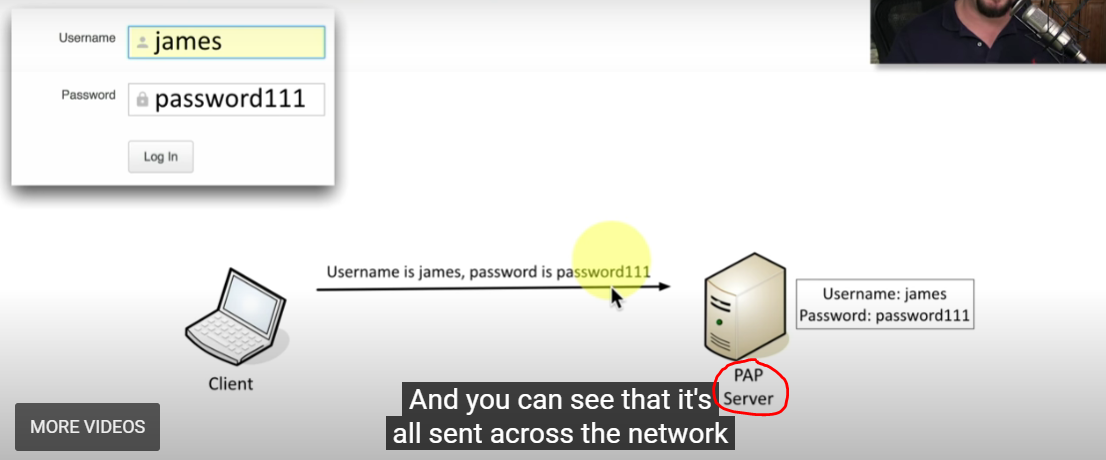 Username
james
Password
password111
Log In
Username is james, password is password111
Username: james
Password: password111
Client
PAP
Server
And you can see that it's
all sent across the network
MORE VIDEOS